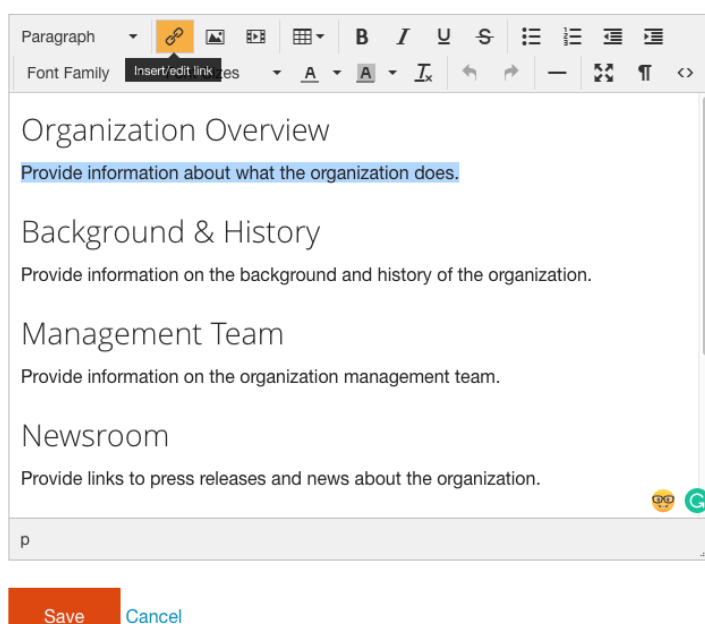 Paragraph B I U S
Font Family Insert/edit link zes A A Ix
Organization Overview
Provide information about what the organization does.
Background & History
Provide information on the background and history of the organization.
Management Team
Provide information on the organization management team.
Newsroom
Provide links to press releases and news about the organization.
p
Save Cancel